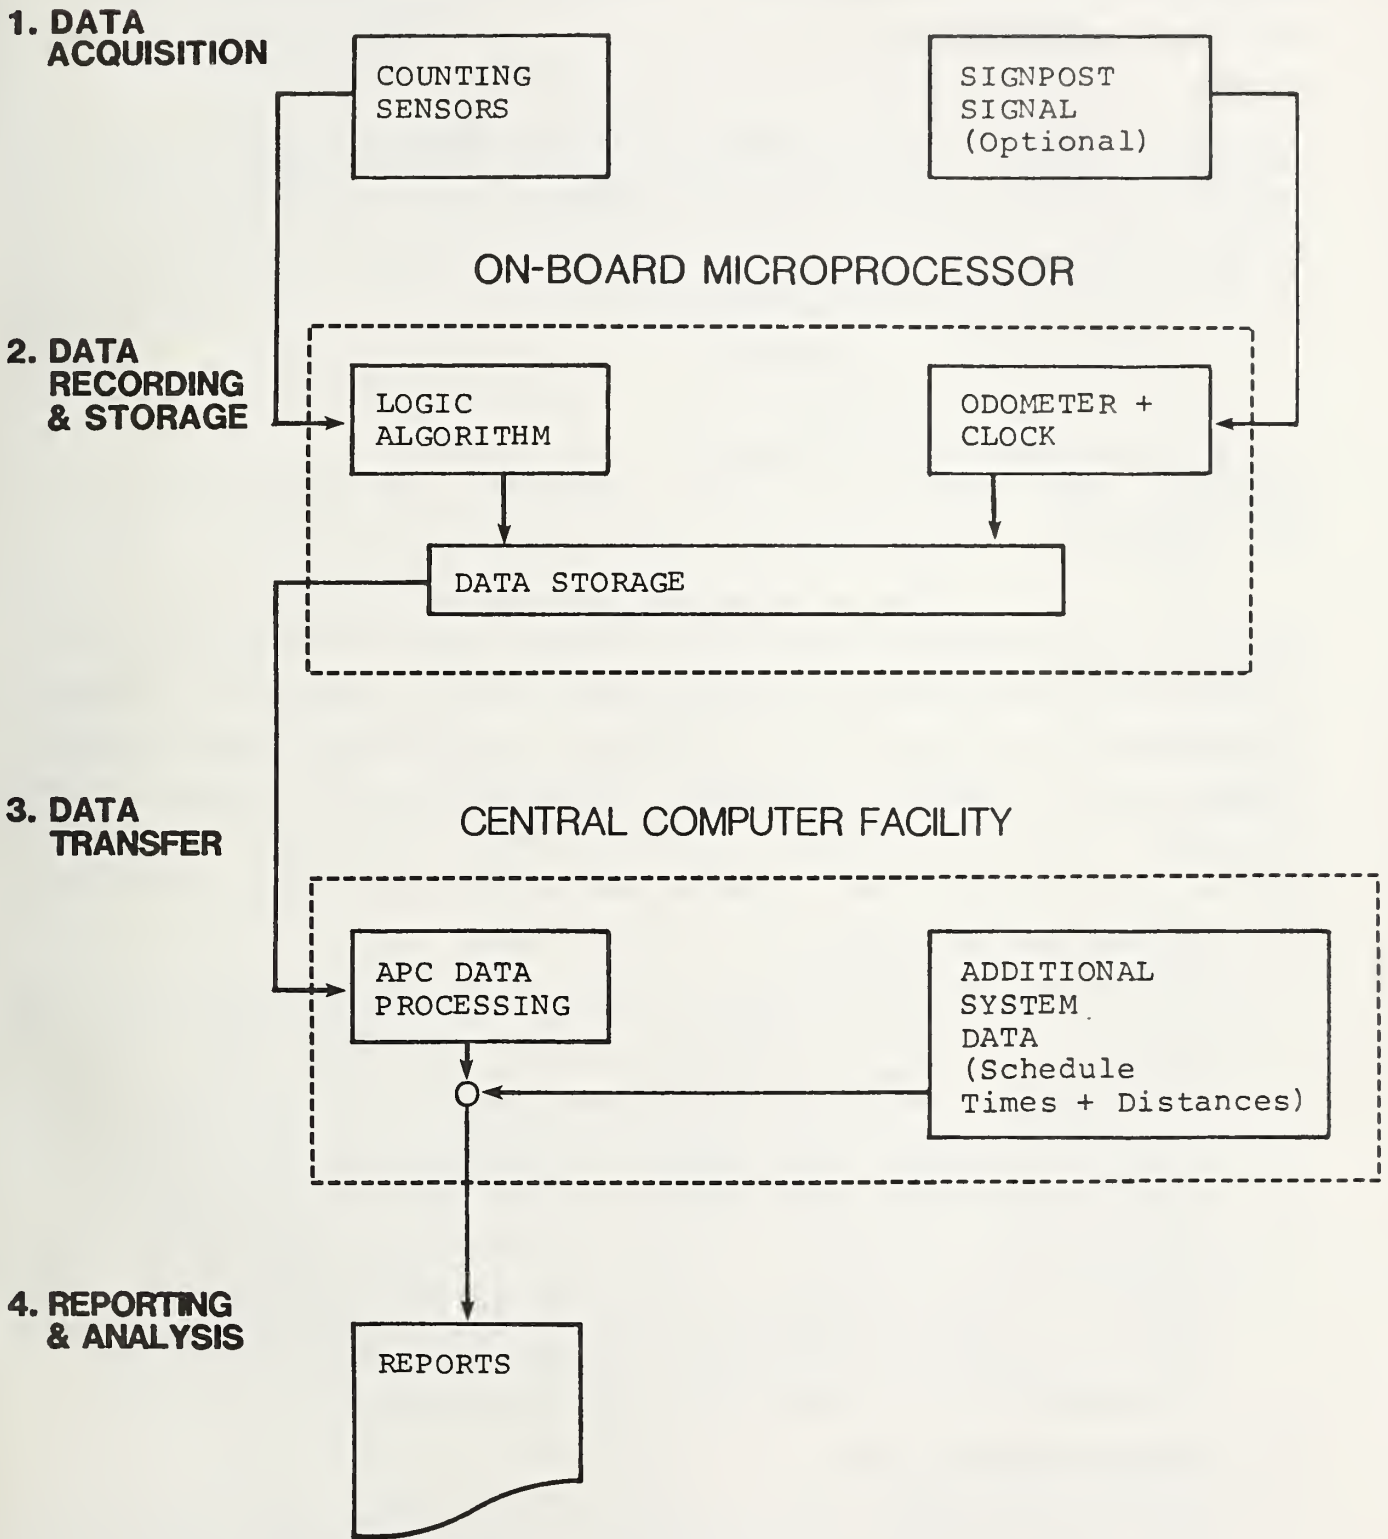 1. DATA
ACQUISITION
COUNTING
SENSORS
SIGNPOST
SIGNAL
(Optional)
ON-BOARD MICROPROCESSOR
2. DATA
RECORDING
& STORAGE
LOGIC
ALGORITHM
ODOMETER +
CLOCK
DATA STORAGE
3. DATA
TRANSFER
CENTRAL COMPUTER FACILITY
APC DATA
PROCESSING
ADDITIONAL
SYSTEM
DATA
(Schedule
Times + Distances)
4. REPORTING
& ANALYSIS
REPORTS